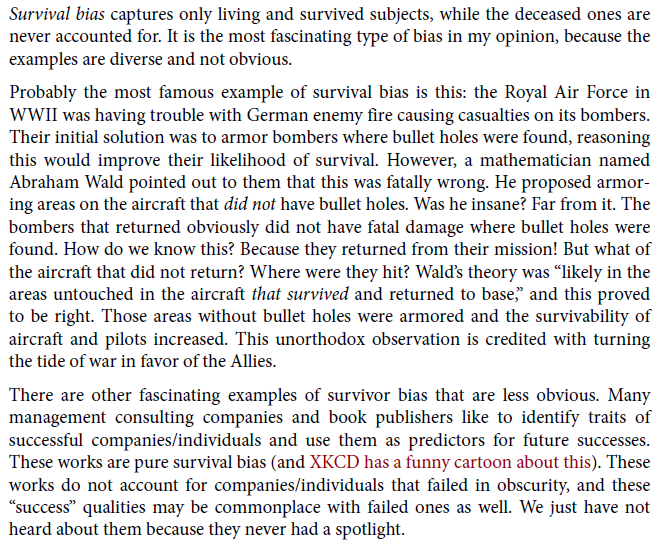 Survival bias captures only living and survived subjects, while the deceased ones are
never accounted for. It is the most fascinating type of bias in my opinion, because the
examples are diverse and not obvious.
Probably the most famous example of survival bias is this: the Royal Air Force in
WWII was having trouble with German enemy fire causing casualties on its bombers.
Their initial solution was to armor bombers where bullet holes were found, reasoning
this would improve their likelihood of survival. However, a mathematician named
Abraham Wald pointed out to them that this was fatally wrong. He proposed armor-
ing areas on the aircraft that did not have bullet holes. Was he insane? Far from it. The
bombers that returned obviously did not have fatal damage where bullet holes were
found. How do we know this? Because they returned from their mission! But what of
the aircraft that did not return? Where were they hit? Wald’s theory was “likely in the
areas untouched in the aircraft that survived and returned to base,” and this proved
to be right. Those areas without bullet holes were armored and the survivability of
aircraft and pilots increased. This unorthodox observation is credited with turning
the tide of war in favor of the Allies.
There are other fascinating examples of survivor bias that are less obvious. Many
management consulting companies and book publishers like to identify traits of
successful companies/individuals and use them as predictors for future successes.
These works are pure survival bias (and XKCD has a funny cartoon about this). These
works do not account for companies/individuals that failed in obscurity, and these
“success” qualities may be commonplace with failed ones as well. We just have not
heard about them because they never had a spotlight.